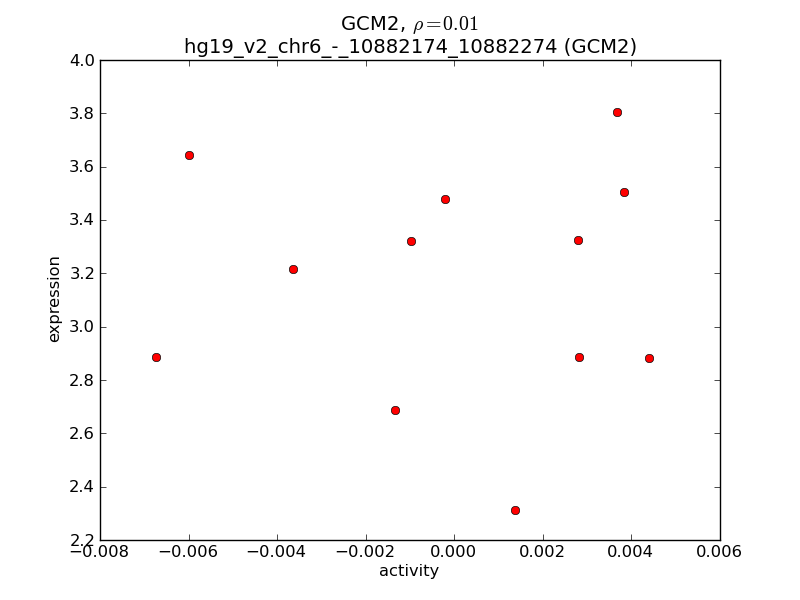 GCM2, ρ=0.01
hg19_v2_chr6_-_10882174_10882274 (GCM2)
4.0
3.8
3.6
3.4
3.2
3.0
2.8
2.6
2.4
2.2
expression
−0.008 −0.006 −0.004 −0.002 0.000 0.002 0.004 0.006
activity